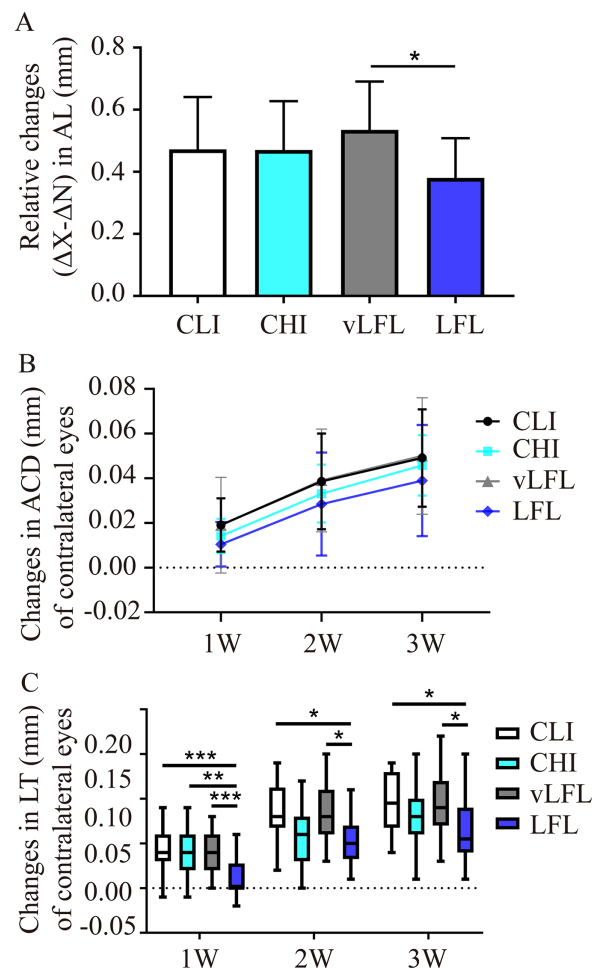 A
Relative changes
(ΔX-ΔN) in AL (mm)
0.8
0.6
0.4
0.2
0.0
*
CLI
CHI
vLFL
LFL
B
Changes in ACD (mm)
of contralateral eyes
0.08
0.06
0.04
0.02
0.00
-0.02
1W
2W
3W
CLI
CHI
vLFL
LFL
C
Changes in LT (mm)
of contralateral eyes
0.20
0.15
0.10
0.05
0.00
-0.05
***
**
***
*
*
*
*
1W
2W
3W
CLI
CHI
vLFL
LFL